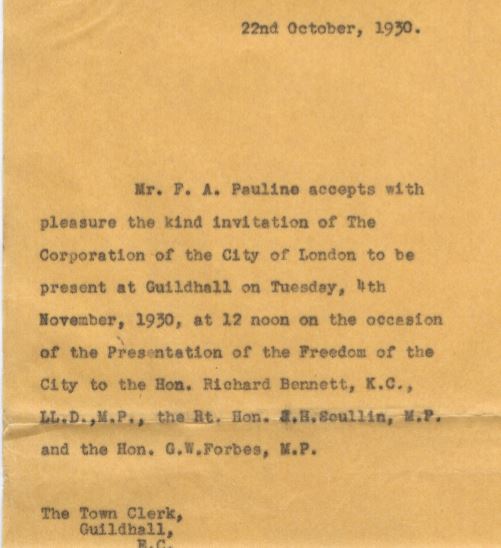 22nd October, 1930.
Mr. F. A. Pauline accepts with
pleasure the kind invitation of The
Corporation of the City of London to be
present at Guildhall on Tuesday, 4th
November, 1930, at 12 noon on the occasion
of the Presentation of the Freedom of the
City to the Hon. Richard Bennett, K.C.,
LL.D.,M.P., the Rt. Hon. J.H.Scullin, M.P.
and the Hon. G.W.Forbes, M.P.
The Town Clerk,
Guildhall,
E.C.